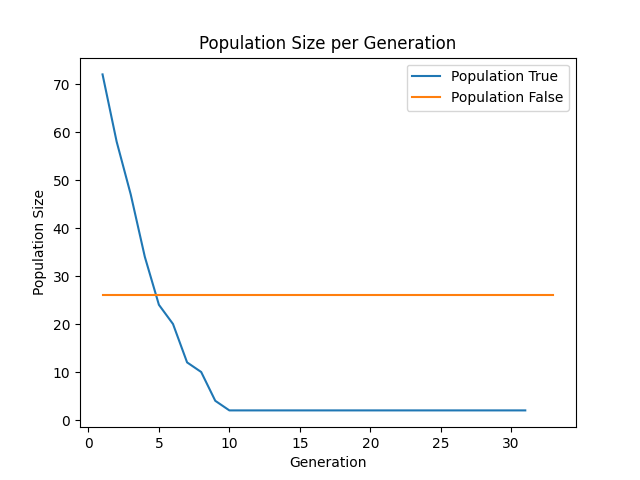 Population Size per Generation
Population True
Population False
Population Size
70
60
50
40
30
20
10
0
0 5 10 15 20 25 30
Generation